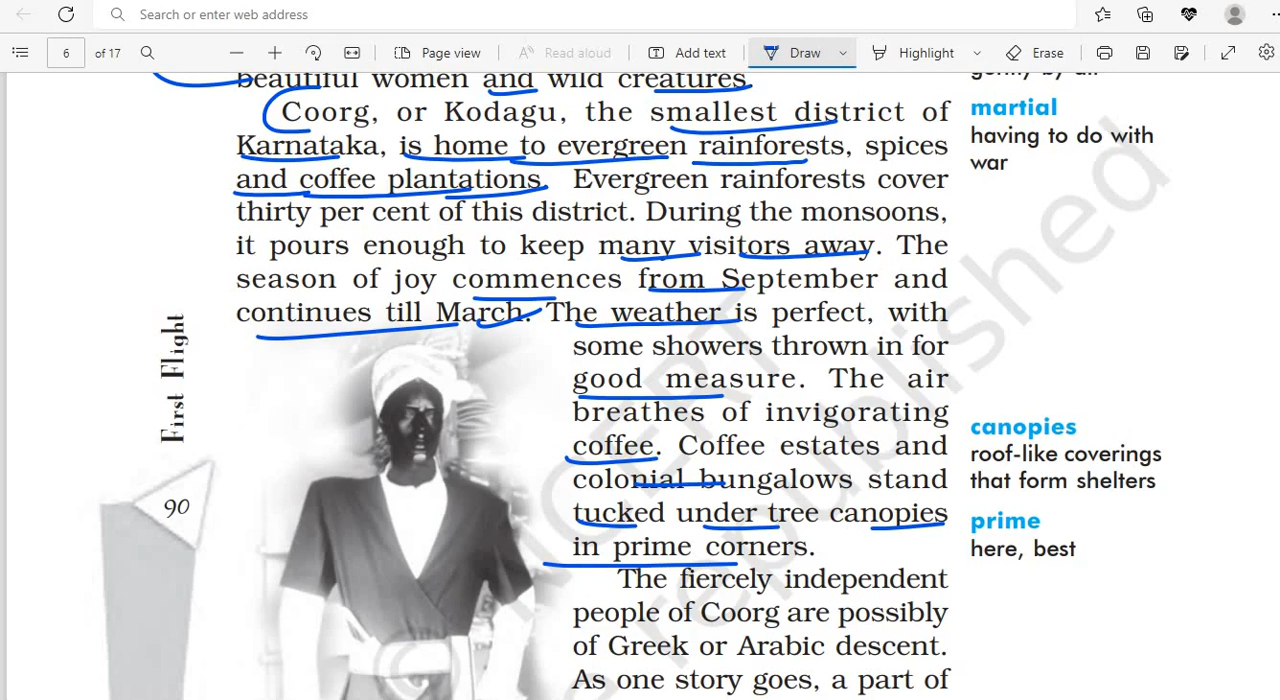 Search or enter web address
6 of 17
Page view
Read aloud
Add text
Draw
Highlight
Erase
beautiful women and wild creatures.
Coorg, or Kodagu, the smallest district of
Karnataka, is home to evergreen rainforests, spices
and coffee plantations. Evergreen rainforests cover
thirty per cent of this district. During the monsoons,
it pours enough to keep many visitors away. The
season of joy commences from September and
continues till March. The weather is perfect, with
some showers thrown in for
good measure. The air
breathes of invigorating
coffee. Coffee estates and
colonial bungalows stand
tucked under tree canopies
in prime corners.
The fiercely independent
people of Coorg are possibly
of Greek or Arabic descent.
As one story goes, a part of
martial
having to do with
war
canopies
roof-like coverings
that form shelters
prime
here, best
First Flight
90
republished